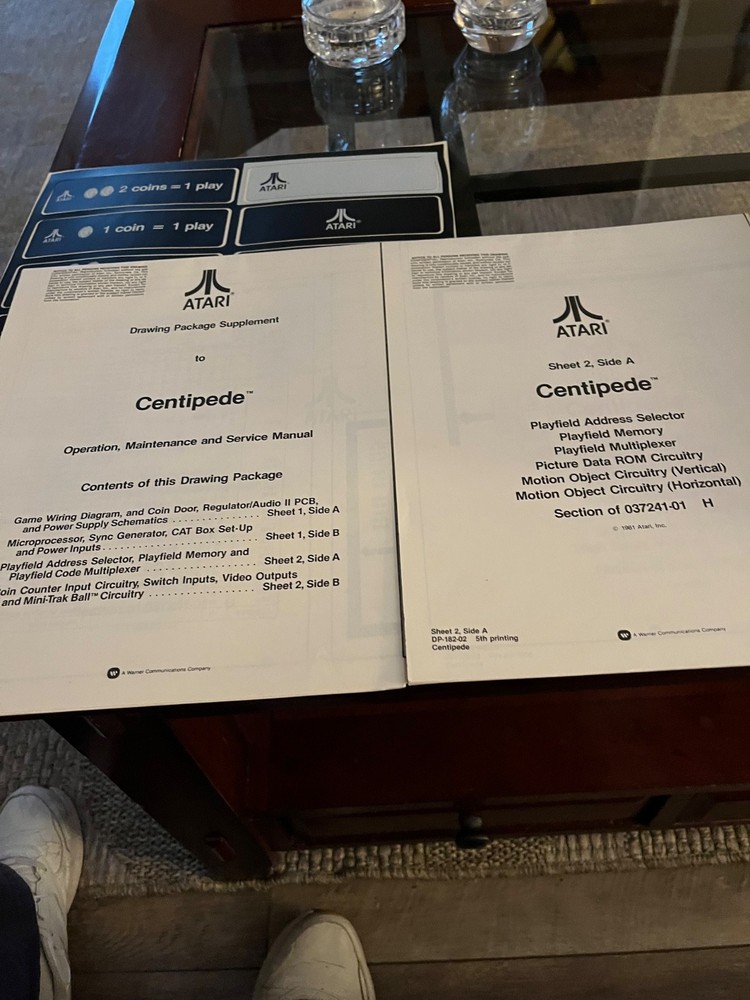 2 coins = 1 play
ATARI
1 coin = 1 play
ATARI
ATARI®
Drawing Package Supplement
to
Centipede™
Operation, Maintenance and Service Manual
Contents of this Drawing Package
Game Wiring Diagram, and Coin Door, Regulator/Audio II PCB,
and Power Supply Schematics . . . . . . . . . . . . . . . Sheet 1, Side A
Microprocessor, Sync Generator, CAT Box Set-Up
and Power Inputs . . . . . . . . . . . . . . . . . . . . . . . Sheet 1, Side B
Playfield Address Selector, Playfield Memory and
Playfield Code Multiplexer . . . . . . . . . . . . . . . . . . Sheet 2, Side A
oin Counter Input Circuitry, Switch Inputs, Video Outputs
and Mini-Trak Ball™ Circuitry . . . . . . . . . . . . . . . . Sheet 2, Side B
A Warner Communications Company
ATARI®
Sheet 2, Side A
Centipede™
Playfield Address Selector
Playfield Memory
Playfield Multiplexer
Picture Data ROM Circuitry
Motion Object Circuitry (Vertical)
Motion Object Circuitry (Horizontal)
Section of 037241-01 H
© 1981 Atari, Inc.
Sheet 2, Side A
DP-182-02 5th printing
Centipede
A Warner Communications Company